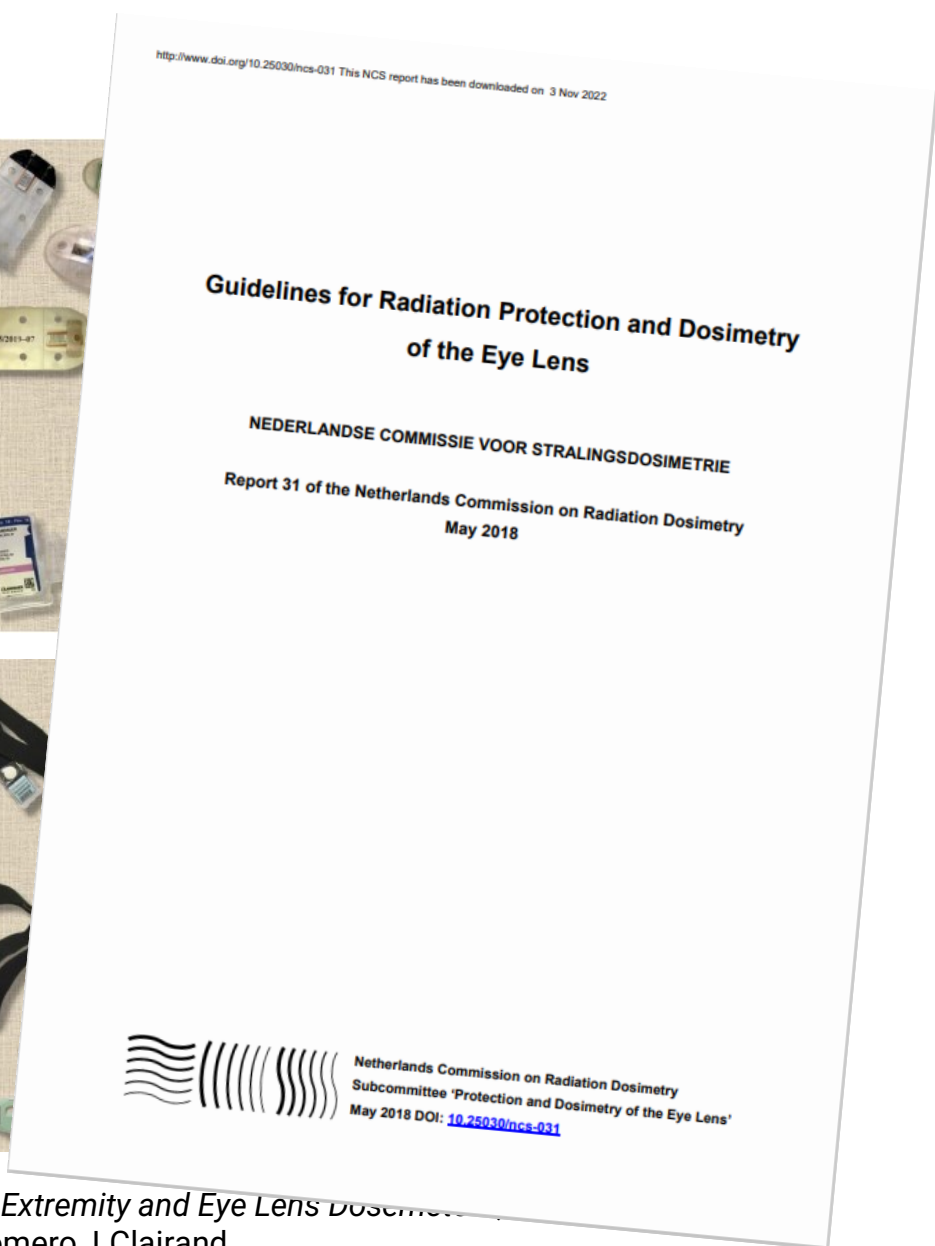 http://www.doi.org/10.25030/ncs-031 This NCS report has been downloaded on 3 Nov 2022
Guidelines for Radiation Protection and Dosimetry
of the Eye Lens
NEDERLANDSE COMMISSIE VOOR STRALINGSDOSIMETRIE
Report 31 of the Netherlands Commission on Radiation Dosimetry
May 2018
Netherlands Commission on Radiation Dosimetry
Subcommittee ‘Protection and Dosimetry of the Eye Lens’
May 2018 DOI: 10.25030/ncs-031
Extremity and Eye Lens
J Clairand